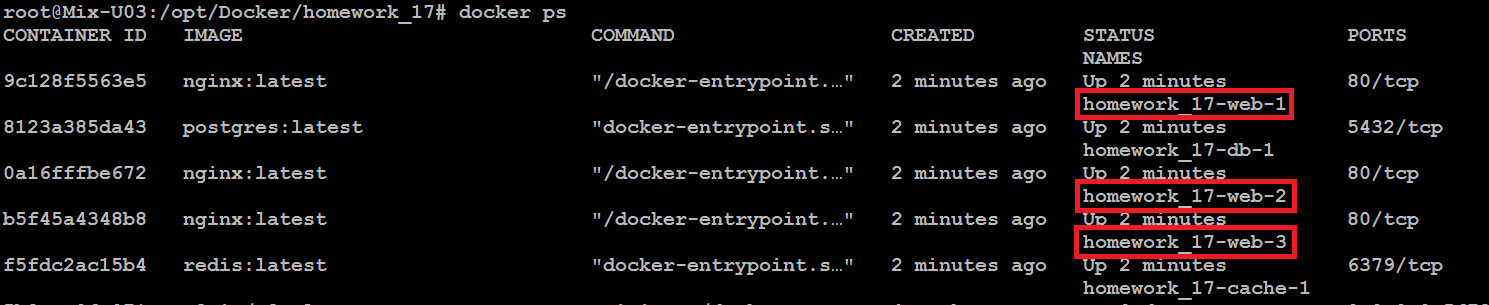 root@Mix-U03:/opt/Docker/homework_17# docker ps
CONTAINER ID IMAGE COMMAND CREATED STATUS PORTS
NAMES
9c128f5563e5 nginx:latest "/docker-entrypoint.…" 2 minutes ago Up 2 minutes 80/tcp
homework_17-web-1
8123a385da43 postgres:latest "docker-entrypoint.s…" 2 minutes ago Up 2 minutes 5432/tcp
homework_17-db-1
0a16fffbe672 nginx:latest "/docker-entrypoint.…" 2 minutes ago Up 2 minutes 80/tcp
homework_17-web-2
b5f45a4348b8 nginx:latest "/docker-entrypoint.…" 2 minutes ago Up 2 minutes 80/tcp
homework_17-web-3
f5fdc2ac15b4 redis:latest "docker-entrypoint.s…" 2 minutes ago Up 2 minutes 6379/tcp
homework_17-cache-1